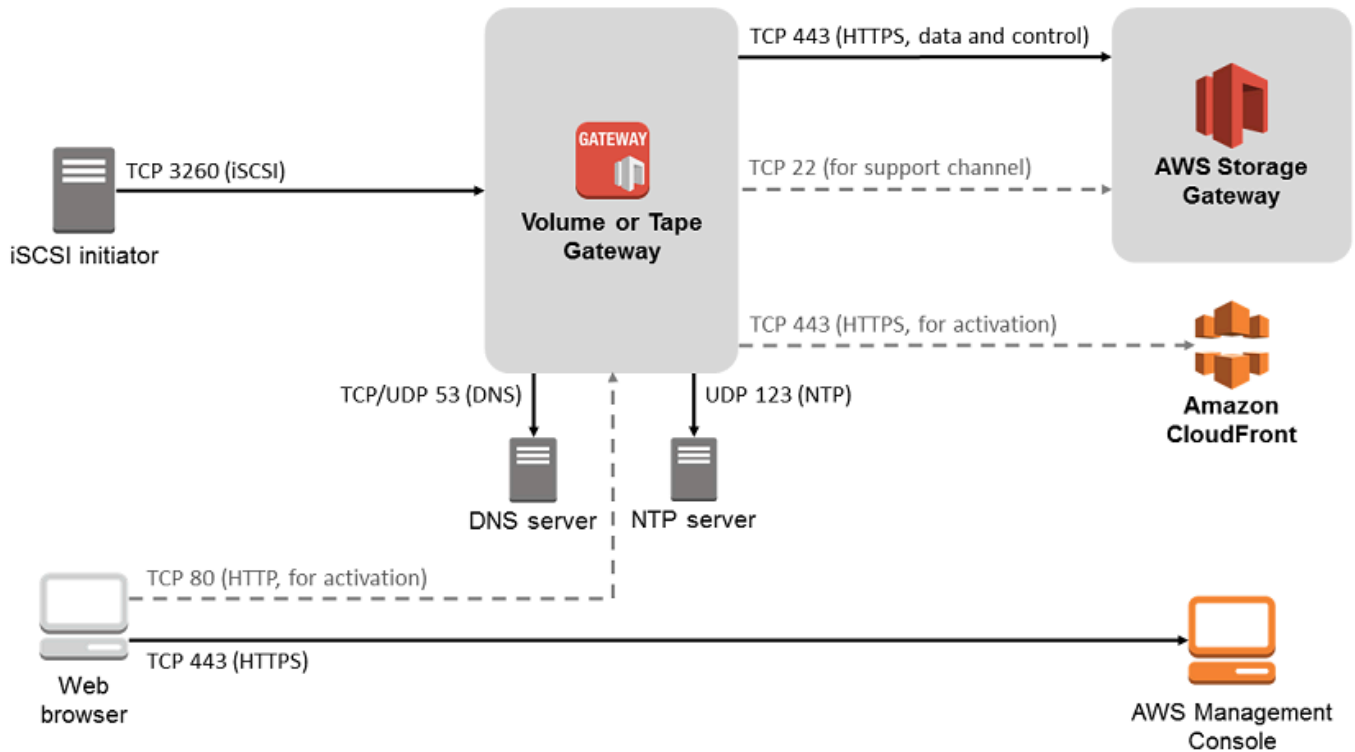 TCP 443 (HTTPS, data and control)
GATEWAY
TCP 3260 (iSCSI)
TCP 22 (for support channel)
AWS Storage
Gateway
Volume or Tape
Gateway
iSCSI initiator
TCP 443 (HTTPS, for activation)
TCP/UDP 53 (DNS)
UDP 123 (NTP)
Amazon
CloudFront
DNS server
NTP server
TCP 80 (HTTP, for activation)
TCP 443 (HTTPS)
Web
browser
AWS Management
Console